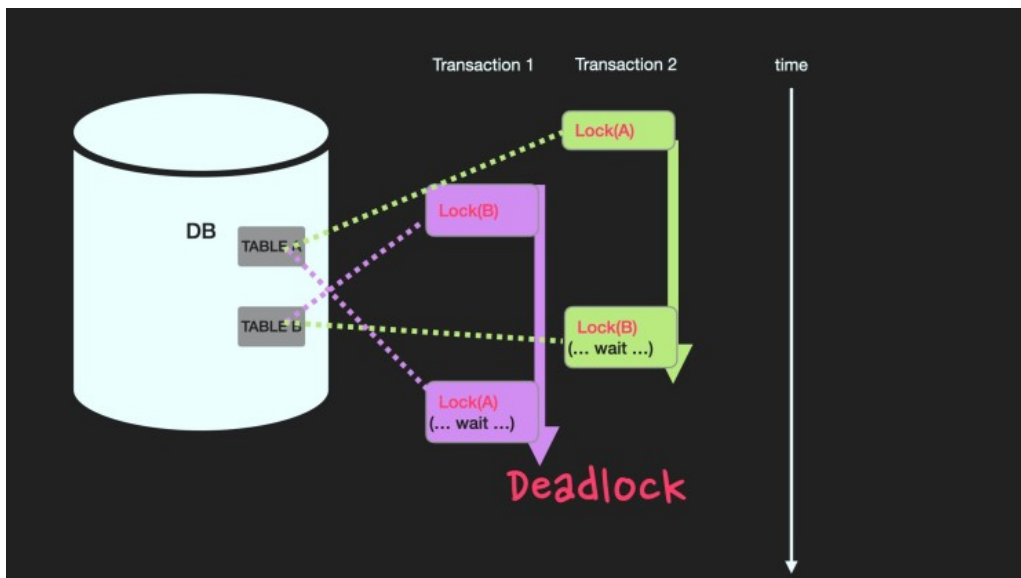 Transaction 1
Transaction 2
time
Lock(A)
Lock(B)
DB
TABLE A
TABLE B
Lock(B)
(... wait ...)
Lock(A)
(... wait ...)
Deadlock